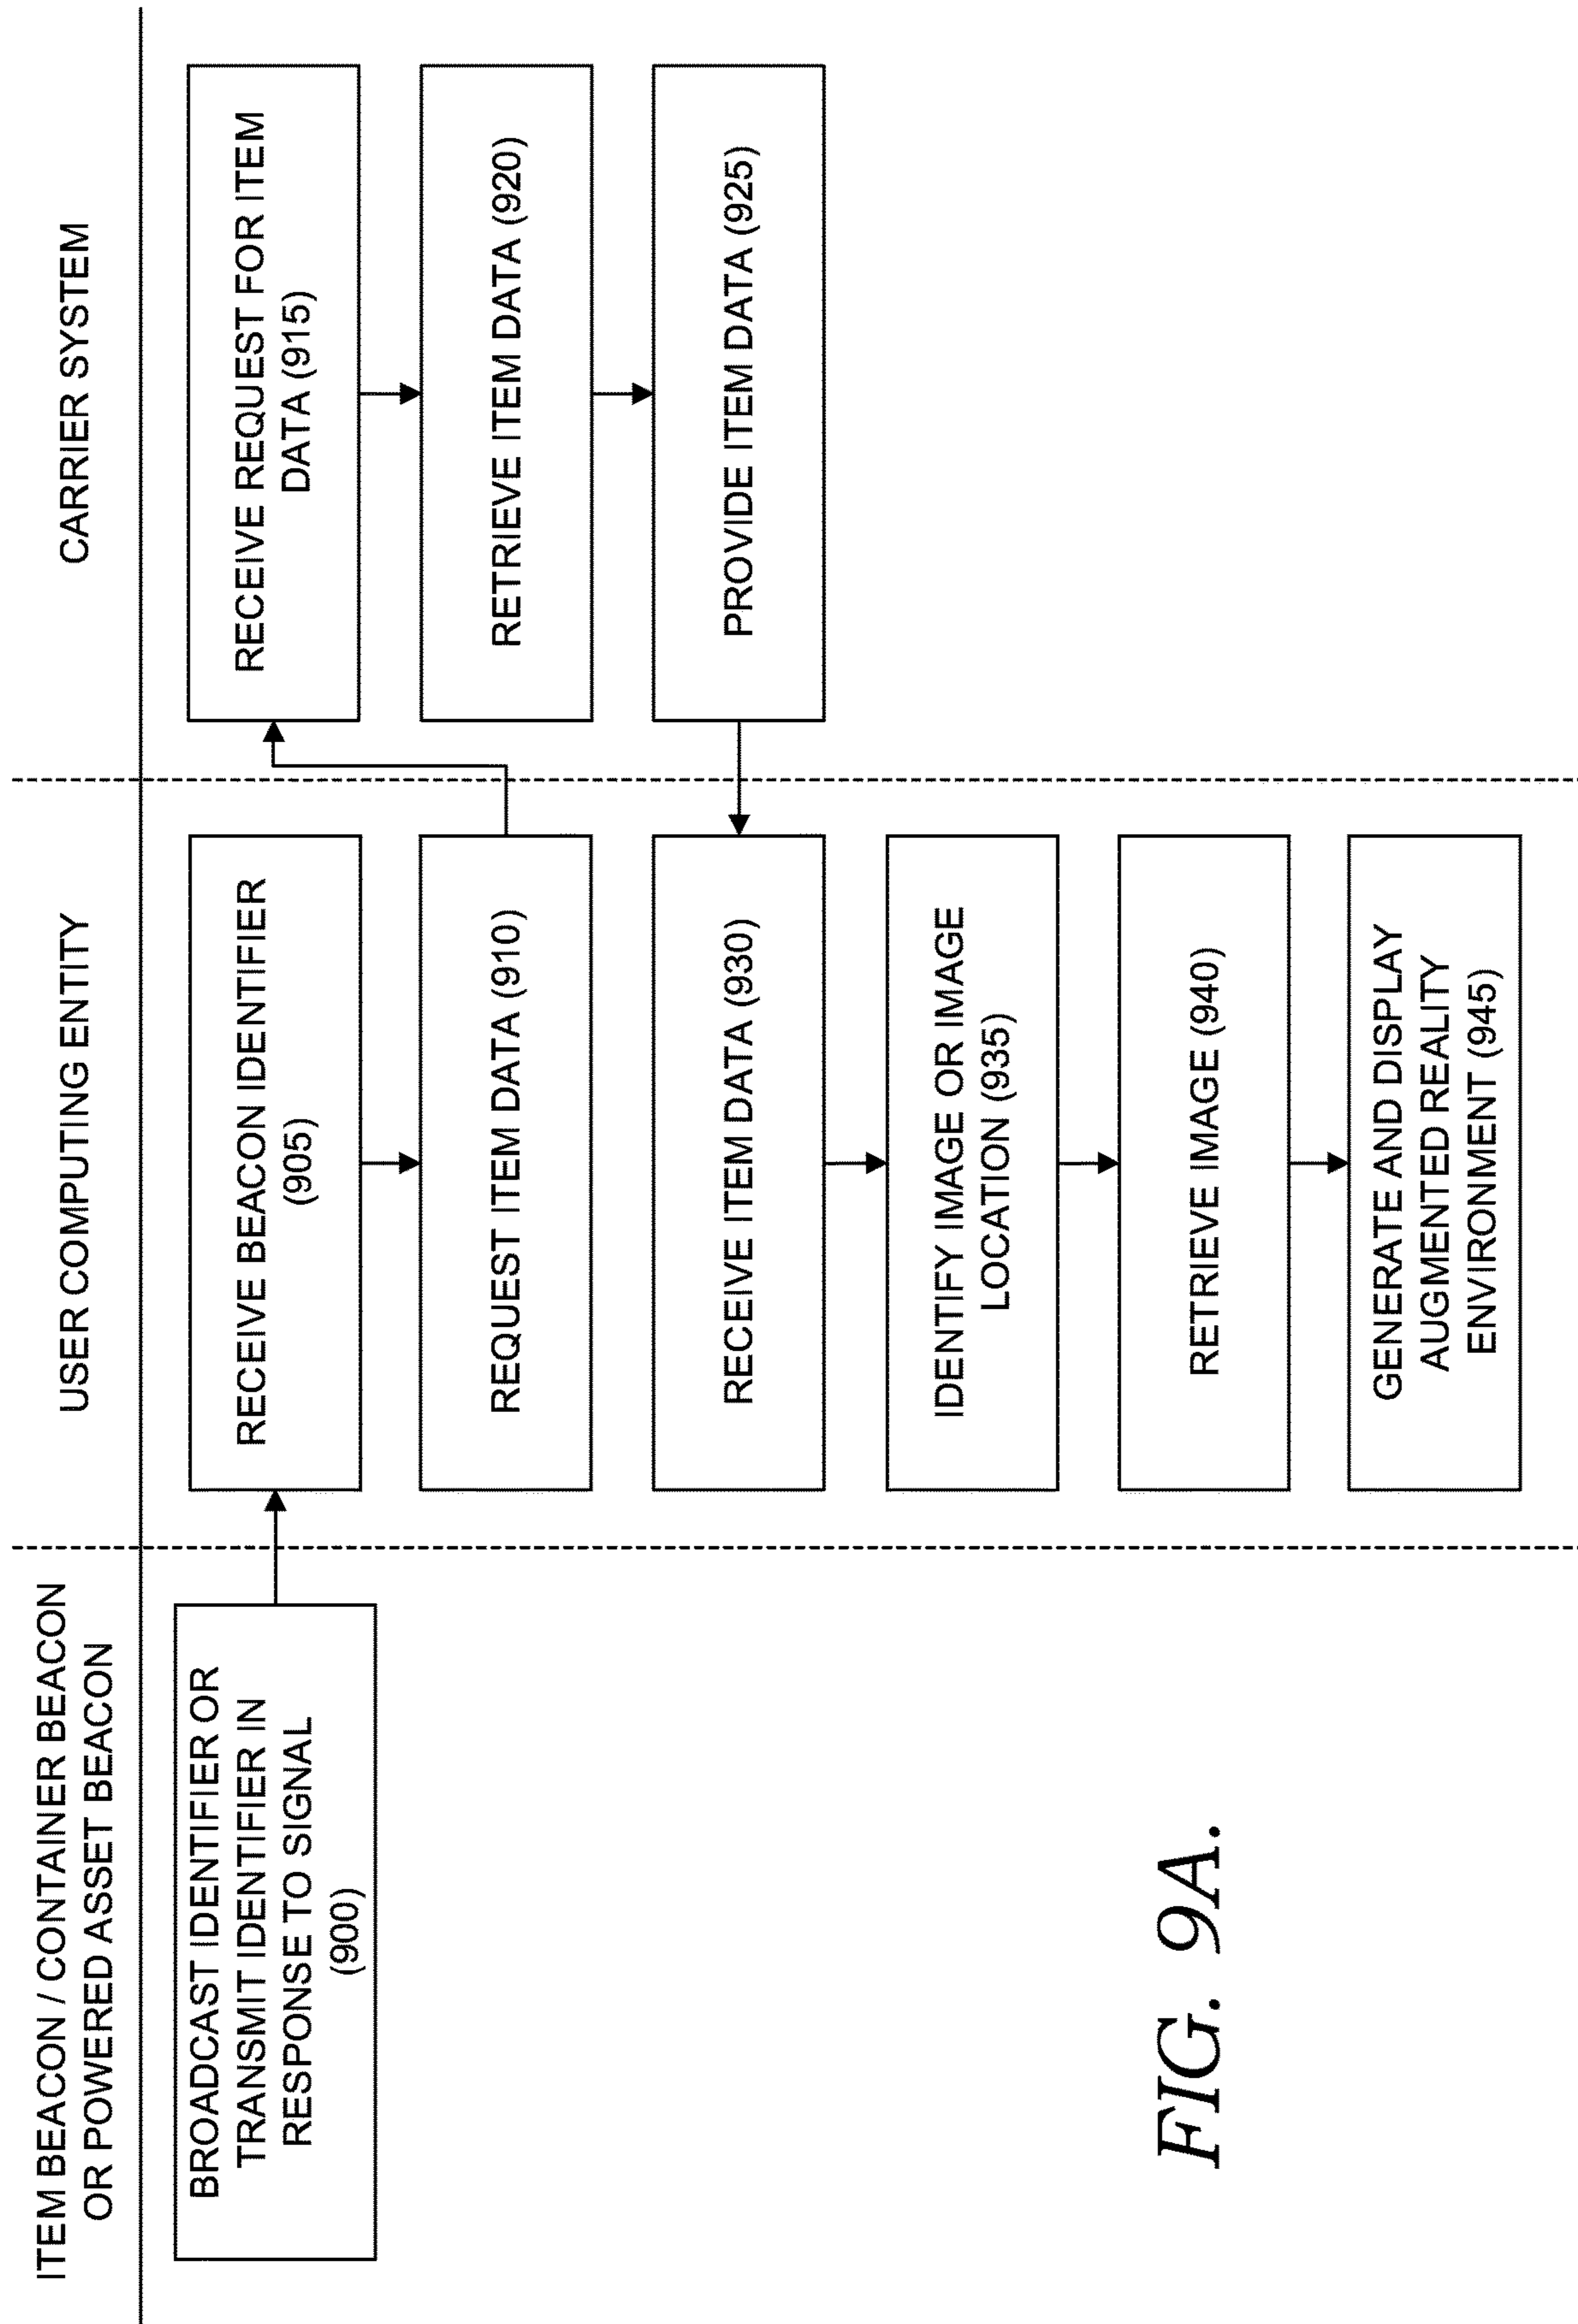 ITEM BEACON / CONTAINER BEACON
OR POWERED ASSET BEACON
USER COMPUTING ENTITY
CARRIER SYSTEM
BROADCAST IDENTIFIER OR
TRANSMIT IDENTIFIER IN
RESPONSE TO SIGNAL
(900)
RECEIVE BEACON IDENTIFIER
(905)
REQUEST ITEM DATA (910)
RECEIVE REQUEST FOR ITEM
DATA (915)
RETRIEVE ITEM DATA (920)
PROVIDE ITEM DATA (925)
RECEIVE ITEM DATA (930)
IDENTIFY IMAGE OR IMAGE
LOCATION (935)
RETRIEVE IMAGE (940)
GENERATE AND DISPLAY
AUGMENTED REALITY
ENVIRONMENT (945)
FIG. 9A.